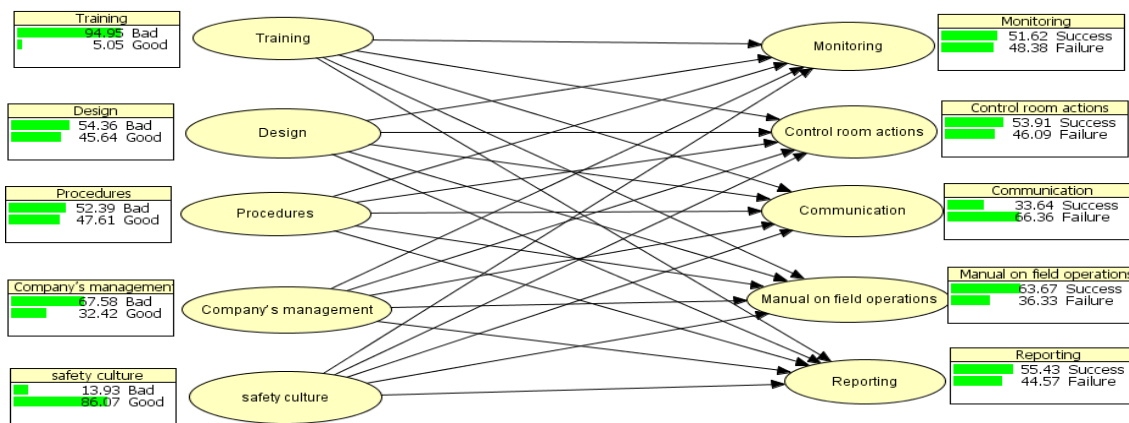 Training
94.95 Bad
5.05 Good
Training
Monitoring
Monitoring
51.62 Success
48.38 Failure
Design
54.36 Bad
45.64 Good
Design
Control room actions
Control room actions
53.91 Success
46.09 Failure
Procedures
52.39 Bad
47.61 Good
Procedures
Communication
Communication
33.64 Success
66.36 Failure
Company's management
67.58 Bad
32.42 Good
Company's management
Manual on field operations
Manual on field operations
63.67 Success
36.33 Failure
safety culture
13.93 Bad
86.07 Good
safety culture
Reporting
Reporting
55.43 Success
44.57 Failure